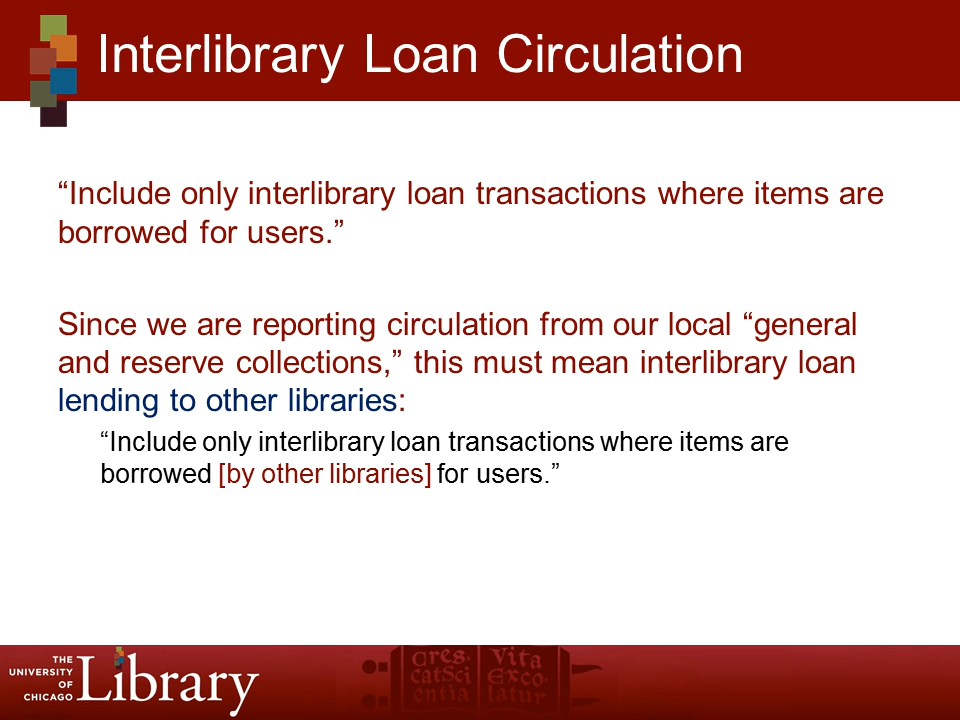 Interlibrary Loan Circulation
“Include only interlibrary loan transactions where items are
borrowed for users.”
Since we are reporting circulation from our local “general
and reserve collections,” this must mean interlibrary loan
lending to other libraries:
“Include only interlibrary loan transactions where items are
borrowed [by other libraries] for users.”
THE
UNIVERSITY
OF
CHICAGO
Library
Cres
catSci
entia
Vita
Exco
latur